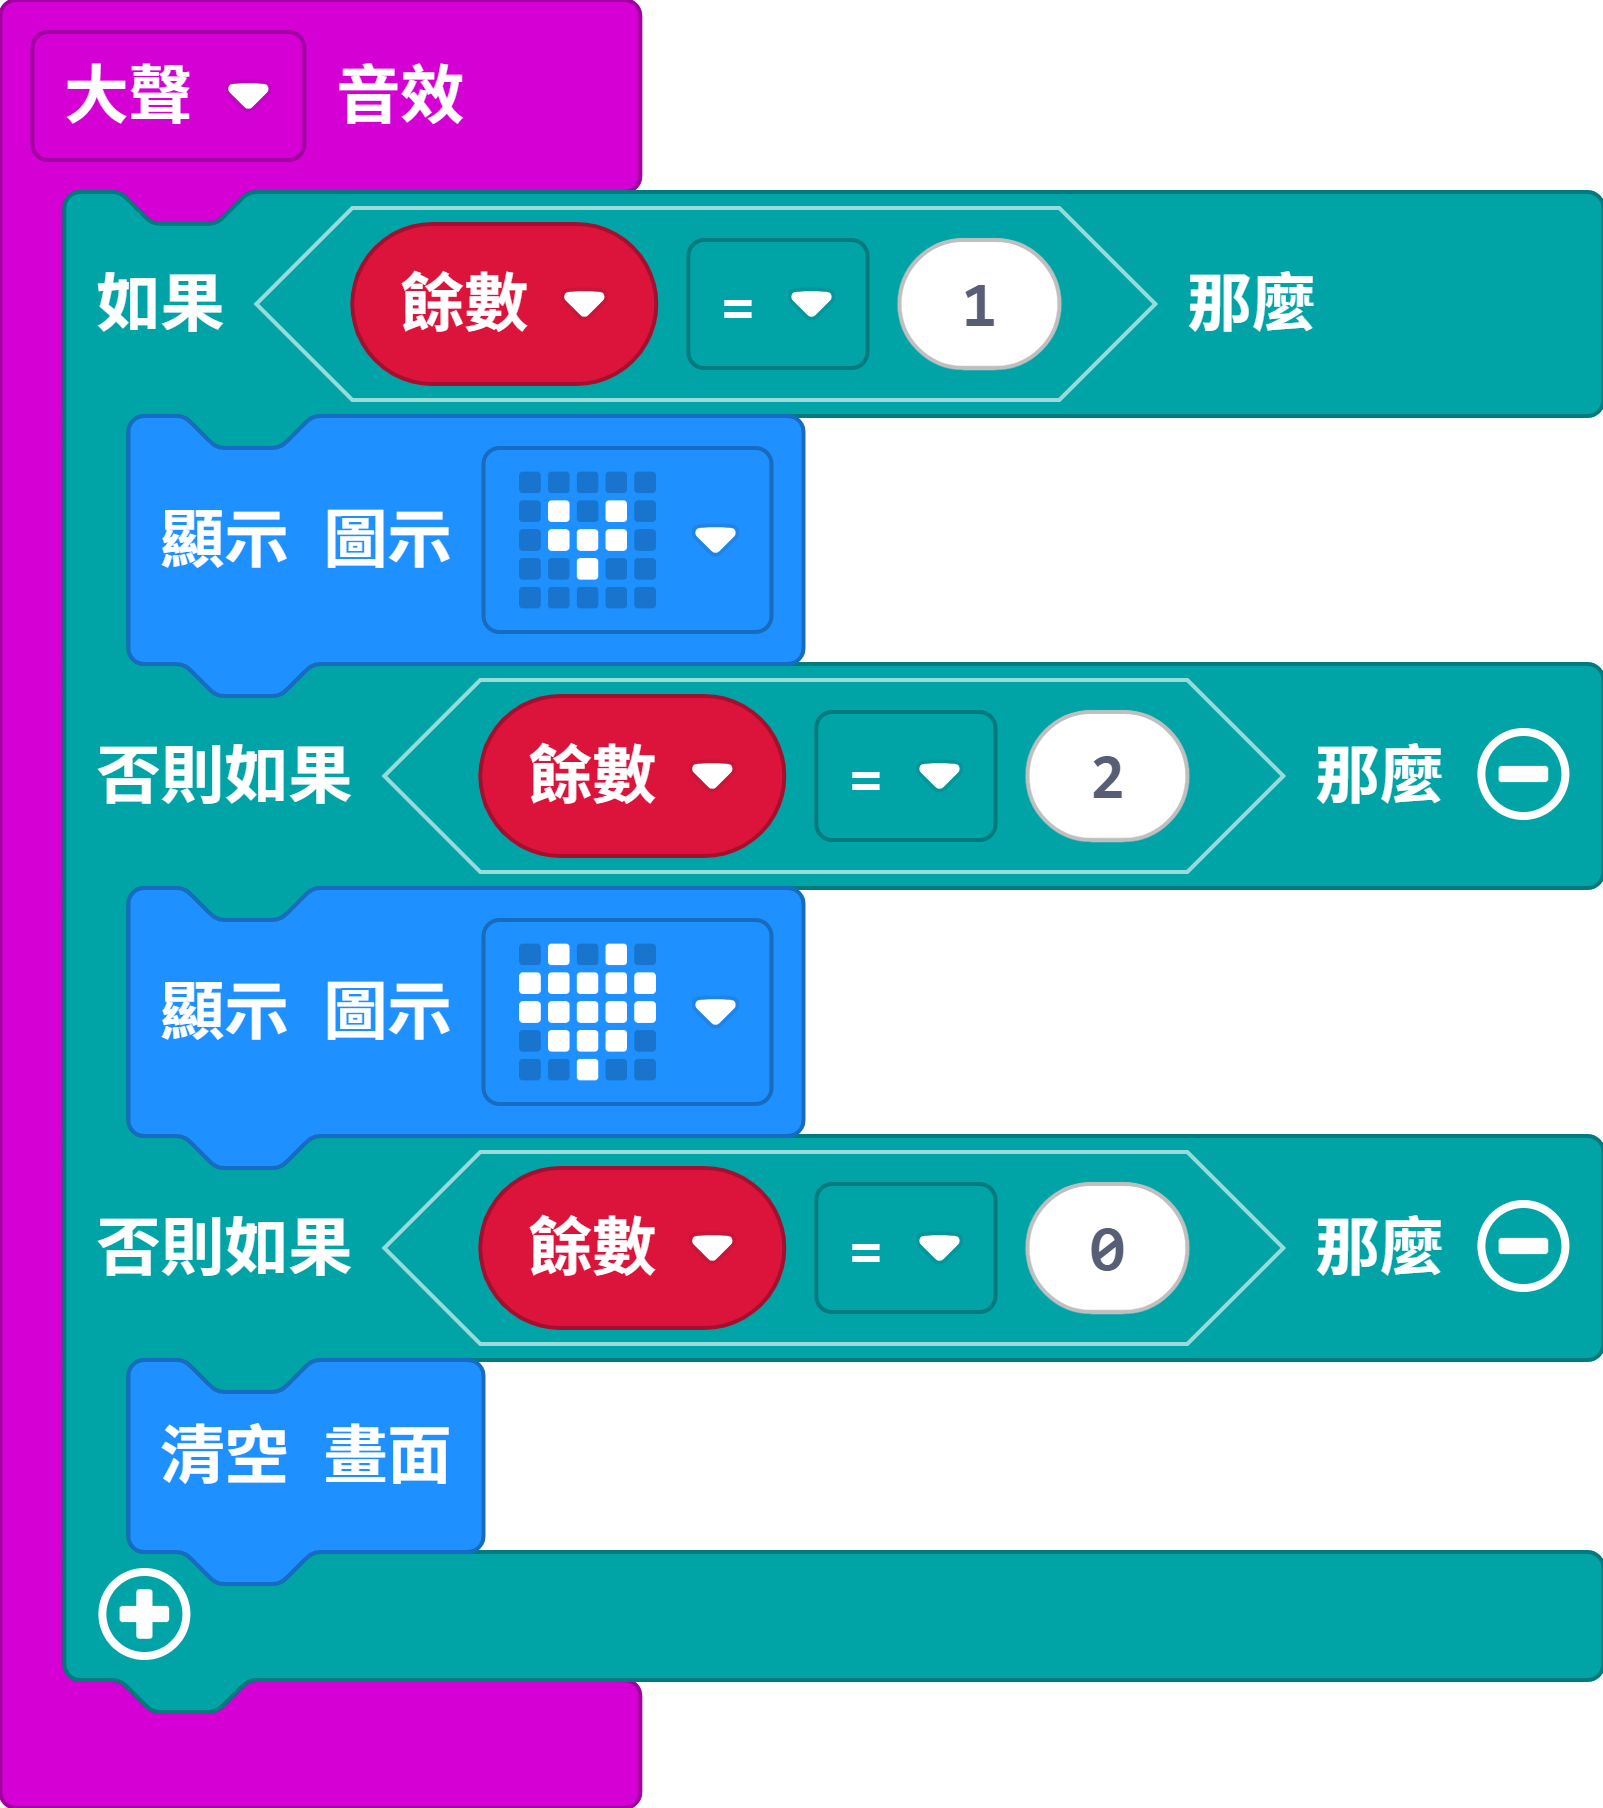 大聲 音效
如果 餘數 = 1 那麼
顯示 圖示
否則如果 餘數 = 2 那麼
顯示 圖示
否則如果 餘數 = 0 那麼
清空 畫面